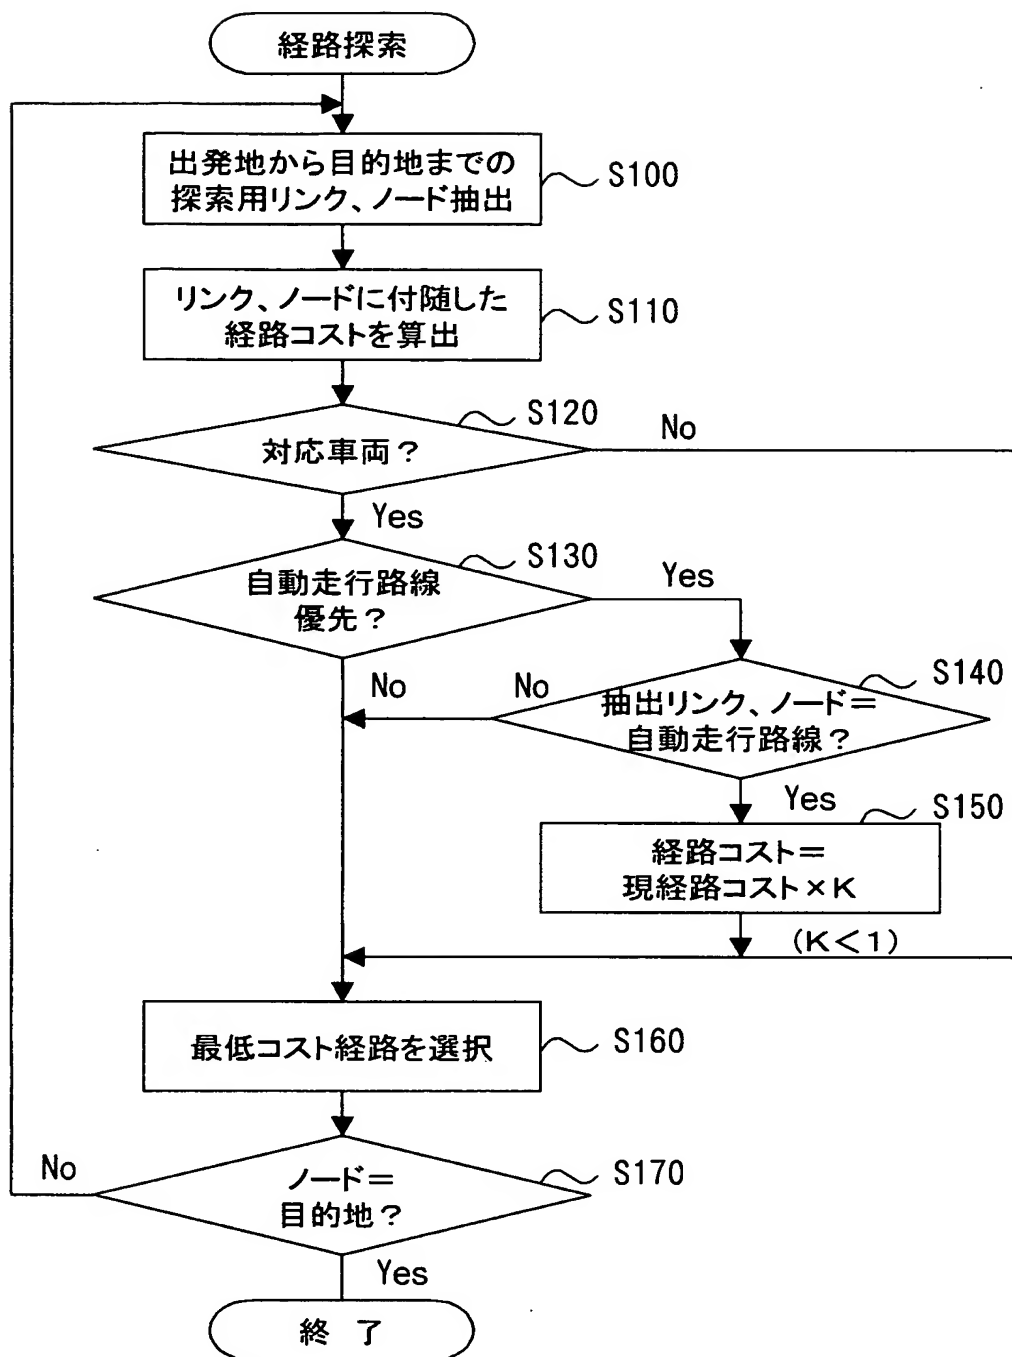 経路探索
出発地から目的地までの
探索用リンク、ノード抽出
S100
リンク、ノードに付随した
経路コストを算出
S110
対応車両？
S120
No
Yes
自動走行路線
優先？
S130
Yes
No
No
抽出リンク、ノード＝
自動走行路線？
S140
Yes
S150
経路コスト＝
現経路コスト×K
(K<1)
最低コスト経路を選択
S160
No
ノード＝
目的地？
S170
Yes
終 了